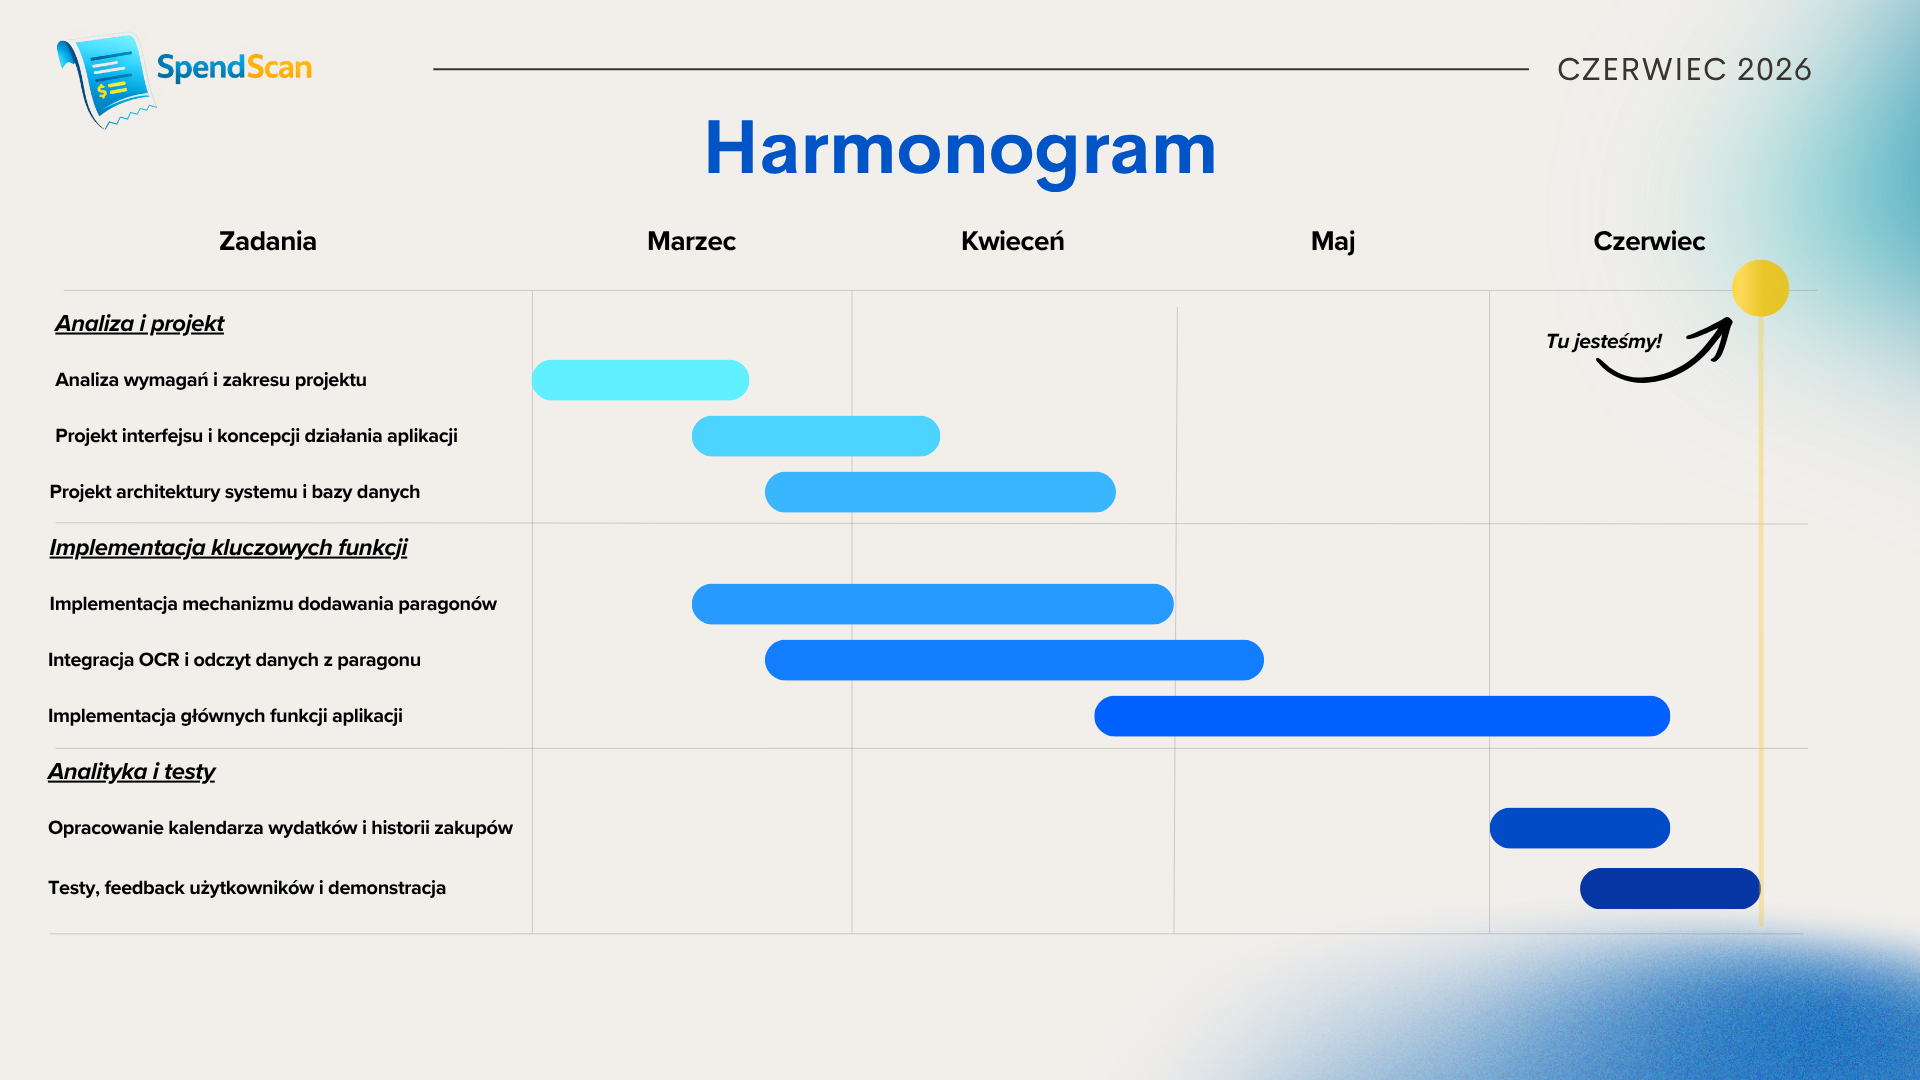 SpendScan
CZERWIEC 2026
Harmonogram
Zadania
Marzec
Kwieceń
Maj
Czerwiec
Analiza i projekt
Tu jesteśmy!
Analiza wymagań i zakresu projektu
Projekt interfejsu i koncepcji działania aplikacji
Projekt architektury systemu i bazy danych
Implementacja kluczowych funkcji
Implementacja mechanizmu dodawania paragonów
Integracja OCR i odczyt danych z paragonu
Implementacja głównych funkcji aplikacji
Analityka i testy
Opracowanie kalendarza wydatków i historii zakupów
Testy, feedback użytkowników i demonstracja